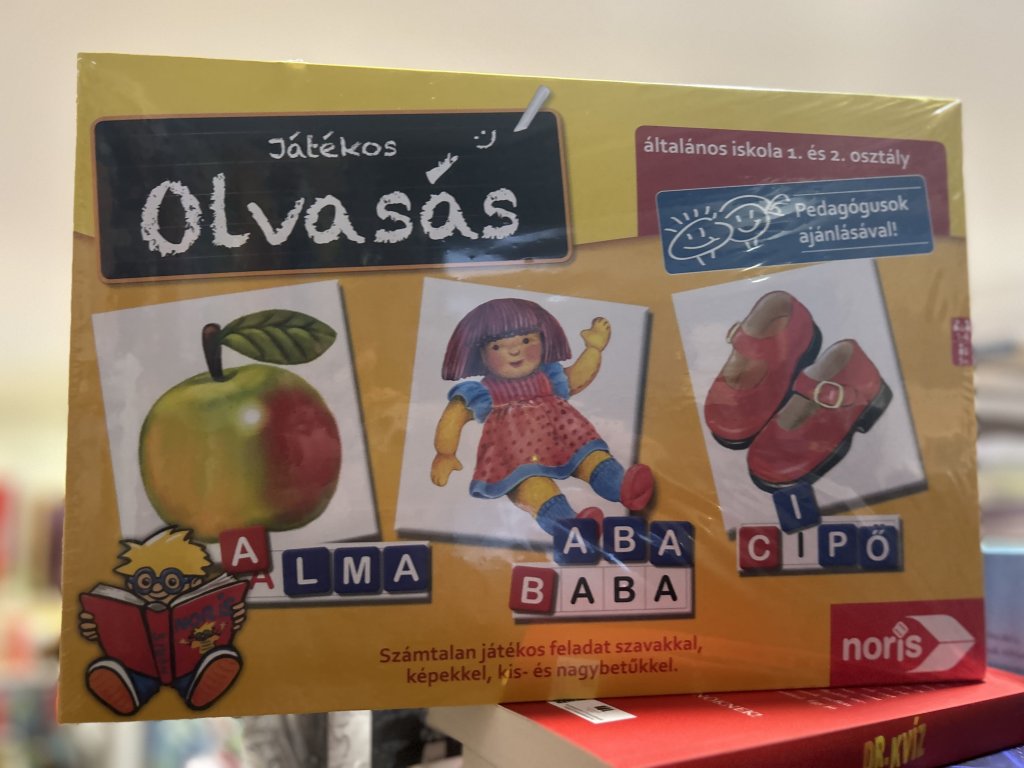 Játékos
Olvasás
általános iskola 1. és 2. osztály
Pedagógusok
ajánlásával!
A
ALMA
ABA
BABA
I
CIPŐ
NORIS
Számtalan játékos feladat szavakkal,
képekkel, kis- és nagybetűkkel.
noris
DR-KVÍZ